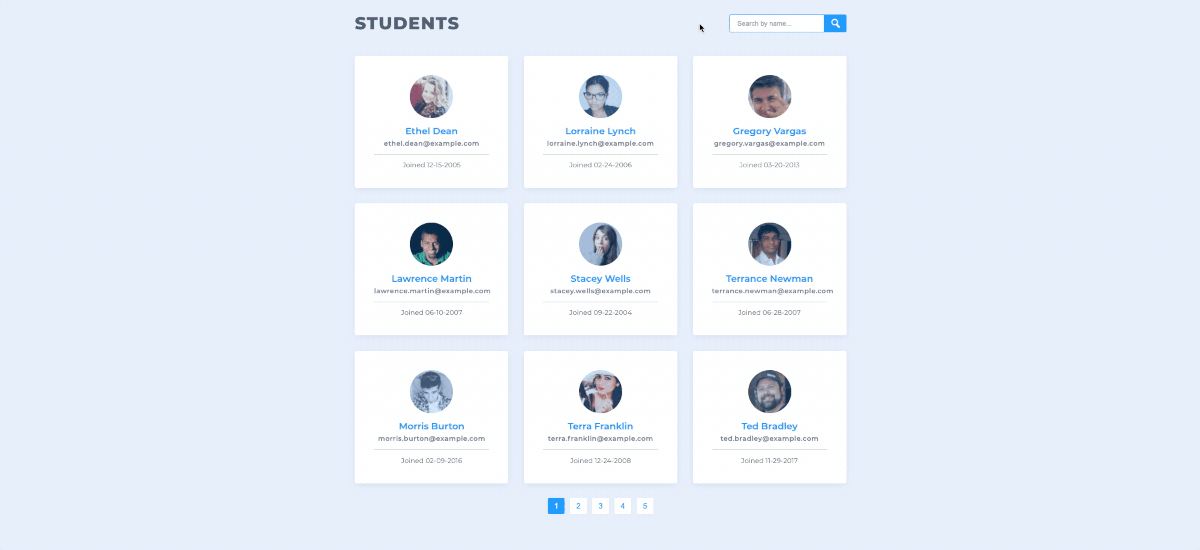 STUDENTS
Search by name...
Ethel Dean
ethel.dean@example.com
Joined 12-15-2005
Lorraine Lynch
lorraine.lynch@example.com
Joined 02-24-2006
Gregory Vargas
gregory.vargas@example.com
Joined 03-20-2013
Lawrence Martin
lawrence.martin@example.com
Joined 06-10-2007
Stacey Wells
stacey.wells@example.com
Joined 09-22-2004
Terrance Newman
terrance.newman@example.com
Joined 06-28-2007
Morris Burton
morris.burton@example.com
Joined 02-09-2016
Terra Franklin
terra.franklin@example.com
Joined 12-24-2008
Ted Bradley
ted.bradley@example.com
Joined 11-29-2017
1 2 3 4 5